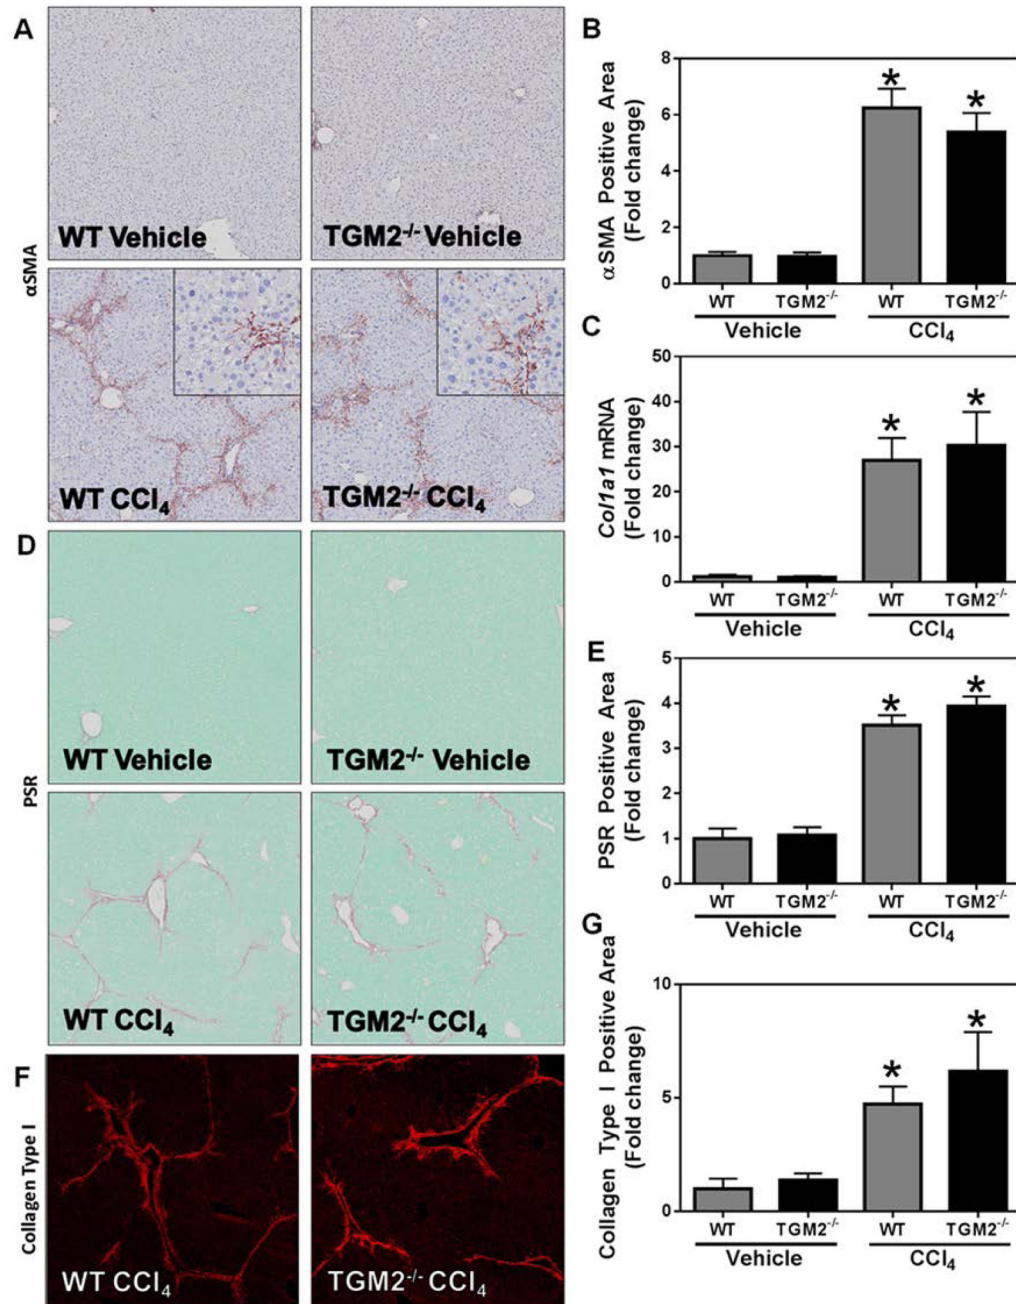 A
WT Vehicle
TGM2⁻/⁻ Vehicle
αSMA
WT CCl₄
TGM2⁻/⁻ CCl₄
B
αSMA Positive Area
(Fold change)
8
6
4
2
0
*
*
WT
TGM2⁻/⁻
WT
TGM2⁻/⁻
Vehicle
CCl₄
C
Col1a1 mRNA
(Fold change)
50
40
30
20
10
0
*
*
WT
TGM2⁻/⁻
WT
TGM2⁻/⁻
Vehicle
CCl₄
D
WT Vehicle
TGM2⁻/⁻ Vehicle
PSR
WT CCl₄
TGM2⁻/⁻ CCl₄
E
PSR Positive Area
(Fold change)
5
4
3
2
1
0
*
*
WT
TGM2⁻/⁻
WT
TGM2⁻/⁻
Vehicle
CCl₄
F
Collagen Type I
WT CCl₄
TGM2⁻/⁻ CCl₄
G
Collagen Type I Positive Area
(Fold change)
10
5
0
*
*
WT
TGM2⁻/⁻
WT
TGM2⁻/⁻
Vehicle
CCl₄